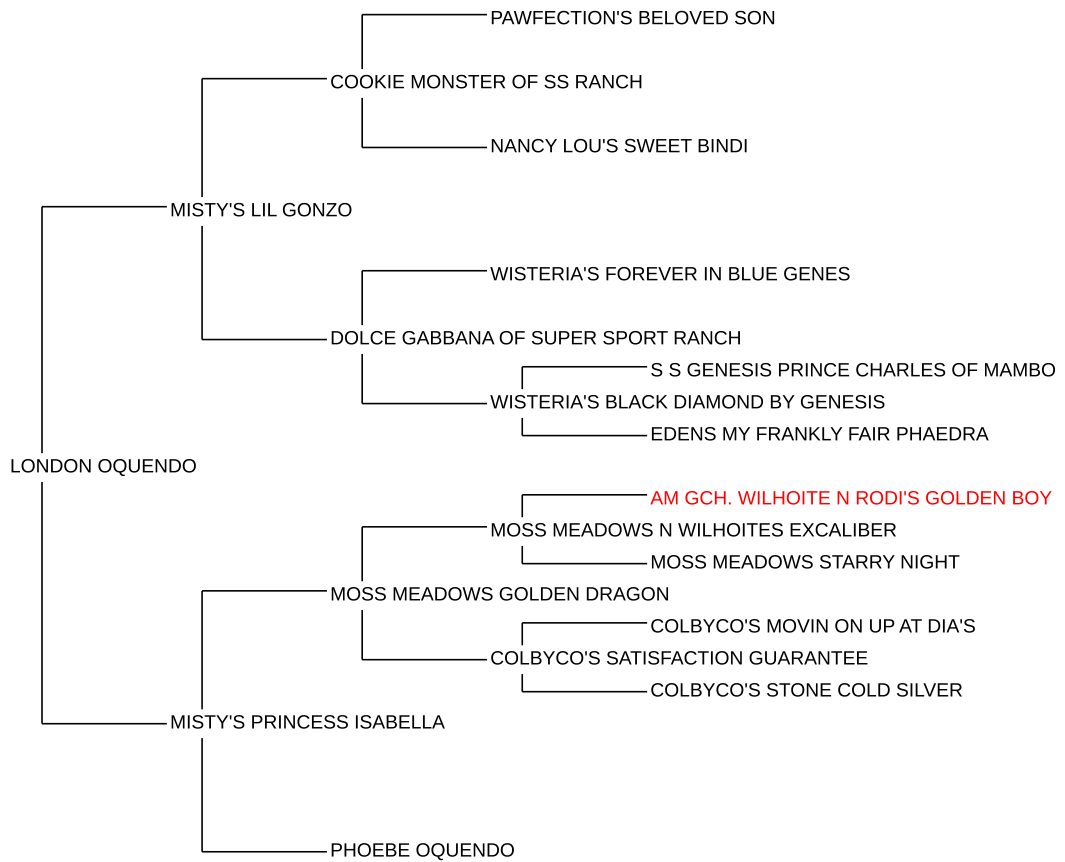 PAWFECTION'S BELOVED SON
COOKIE MONSTER OF SS RANCH
NANCY LOU'S SWEET BINDI
MISTY'S LIL GONZO
WISTERIA'S FOREVER IN BLUE GENES
DOLCE GABBANA OF SUPER SPORT RANCH
S S GENESIS PRINCE CHARLES OF MAMBO
WISTERIA'S BLACK DIAMOND BY GENESIS
EDENS MY FRANKLY FAIR PHAEDRA
LONDON OQUENDO
AM GCH. WILHOITE N RODI'S GOLDEN BOY
MOSS MEADOWS N WILHOITES EXCALIBER
MOSS MEADOWS STARRY NIGHT
MOSS MEADOWS GOLDEN DRAGON
COLBYCO'S MOVIN ON UP AT DIA'S
COLBYCO'S SATISFACTION GUARANTEE
COLBYCO'S STONE COLD SILVER
MISTY'S PRINCESS ISABELLA
PHOEBE OQUENDO